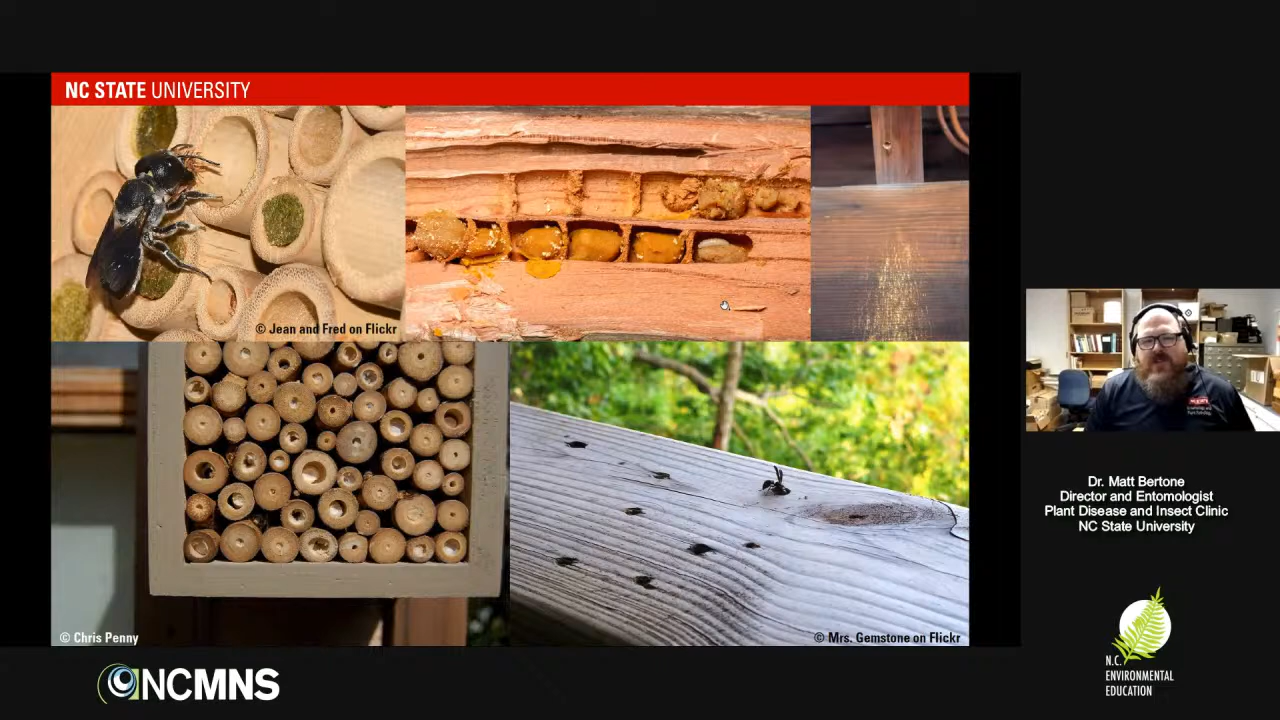 NC STATE UNIVERSITY
© Jean and Fred on Flickr
© Chris Penny
© Mrs. Gemstone on Flickr
Dr. Matt Bertone
Director and Entomologist
Plant Disease and Insect Clinic
NC State University
NCMNS
N.C.
ENVIRONMENTAL
EDUCATION